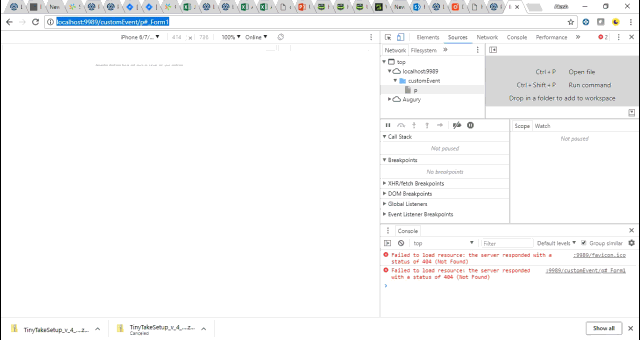 New
New
localhost:9989/customEvent/p#_Form1
iPhone 6/7/...
414
736
100%
Online
Elements
Sources
Network
Console
Performance
2
Network
Filesystem
top
localhost:9989
customEvent
p
Augury
Ctrl + P Open file
Ctrl + Shift + P Run command
Drop in a folder to add to workspace
Call Stack
Not paused
Breakpoints
No breakpoints
XHR/fetch Breakpoints
DOM Breakpoints
Global Listeners
Event Listener Breakpoints
Scope
Watch
Not paused
Console
top
Filter
Default levels
Group similar
Failed to load resource: the server responded with a :9989/favicon.ico
status of 404 (Not Found)
Failed to load resource: the server responded :9989/customEvent/p#_Form1
with a status of 404 (Not Found)
TinyTakeSetup_v_4_....z...
TinyTakeSetup_v_4_....z...
Canceled
Show all